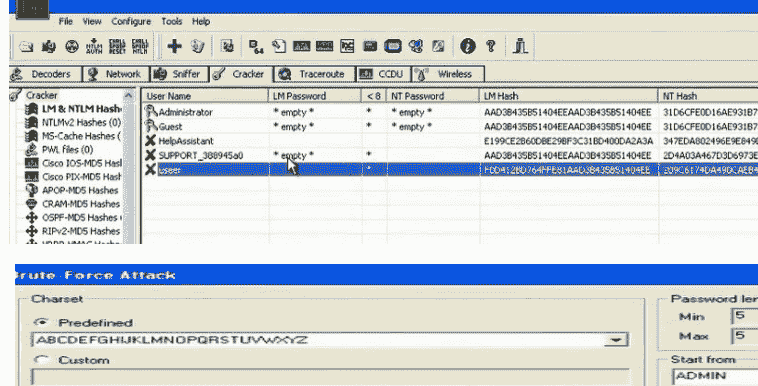 File View Configure Tools Help
Decoders Network Sniffer Cracker Traceroute CCDU Wireless
Cracker
LM & NTLM Hash
NTLMv2 Hashes (0)
MS-Cache Hashes (
PWL files (0)
Cisco IOS-MD5 Hash
Cisco PIX-MD5 Hash
APOP-MD5 Hashes
CRAM-MD5 Hashes
OSPF-MD5 Hashes
RIPv2-MD5 Hashes
User Name LM Password < 8 NT Password LM Hash NT Hash
Administrator * empty * * * empty * AAD3B435B51404EEAAD3B435B51404EE 31D6CFE0D16AE931B7
Guest * empty * * * empty * AAD3B435B51404EEAAD3B435B51404EE 31D6CFE0D16AE931B7
HelpAssistant E199CE2B60DBE29BF3C31BD400DA2A3A 347EDA802496E9E849
SUPPORT_388945a0 * empty * * AAD3B435B51404EEAAD3B435B51404EE 2D4A03A467D3D6973E
*
Brute-Force Attack
Charset
Predefined
ABCDEFGHIJKLMNOPQRSTUVWXYZ
Custom
Password len
Min 5
Max 5
Start from
ADMIN